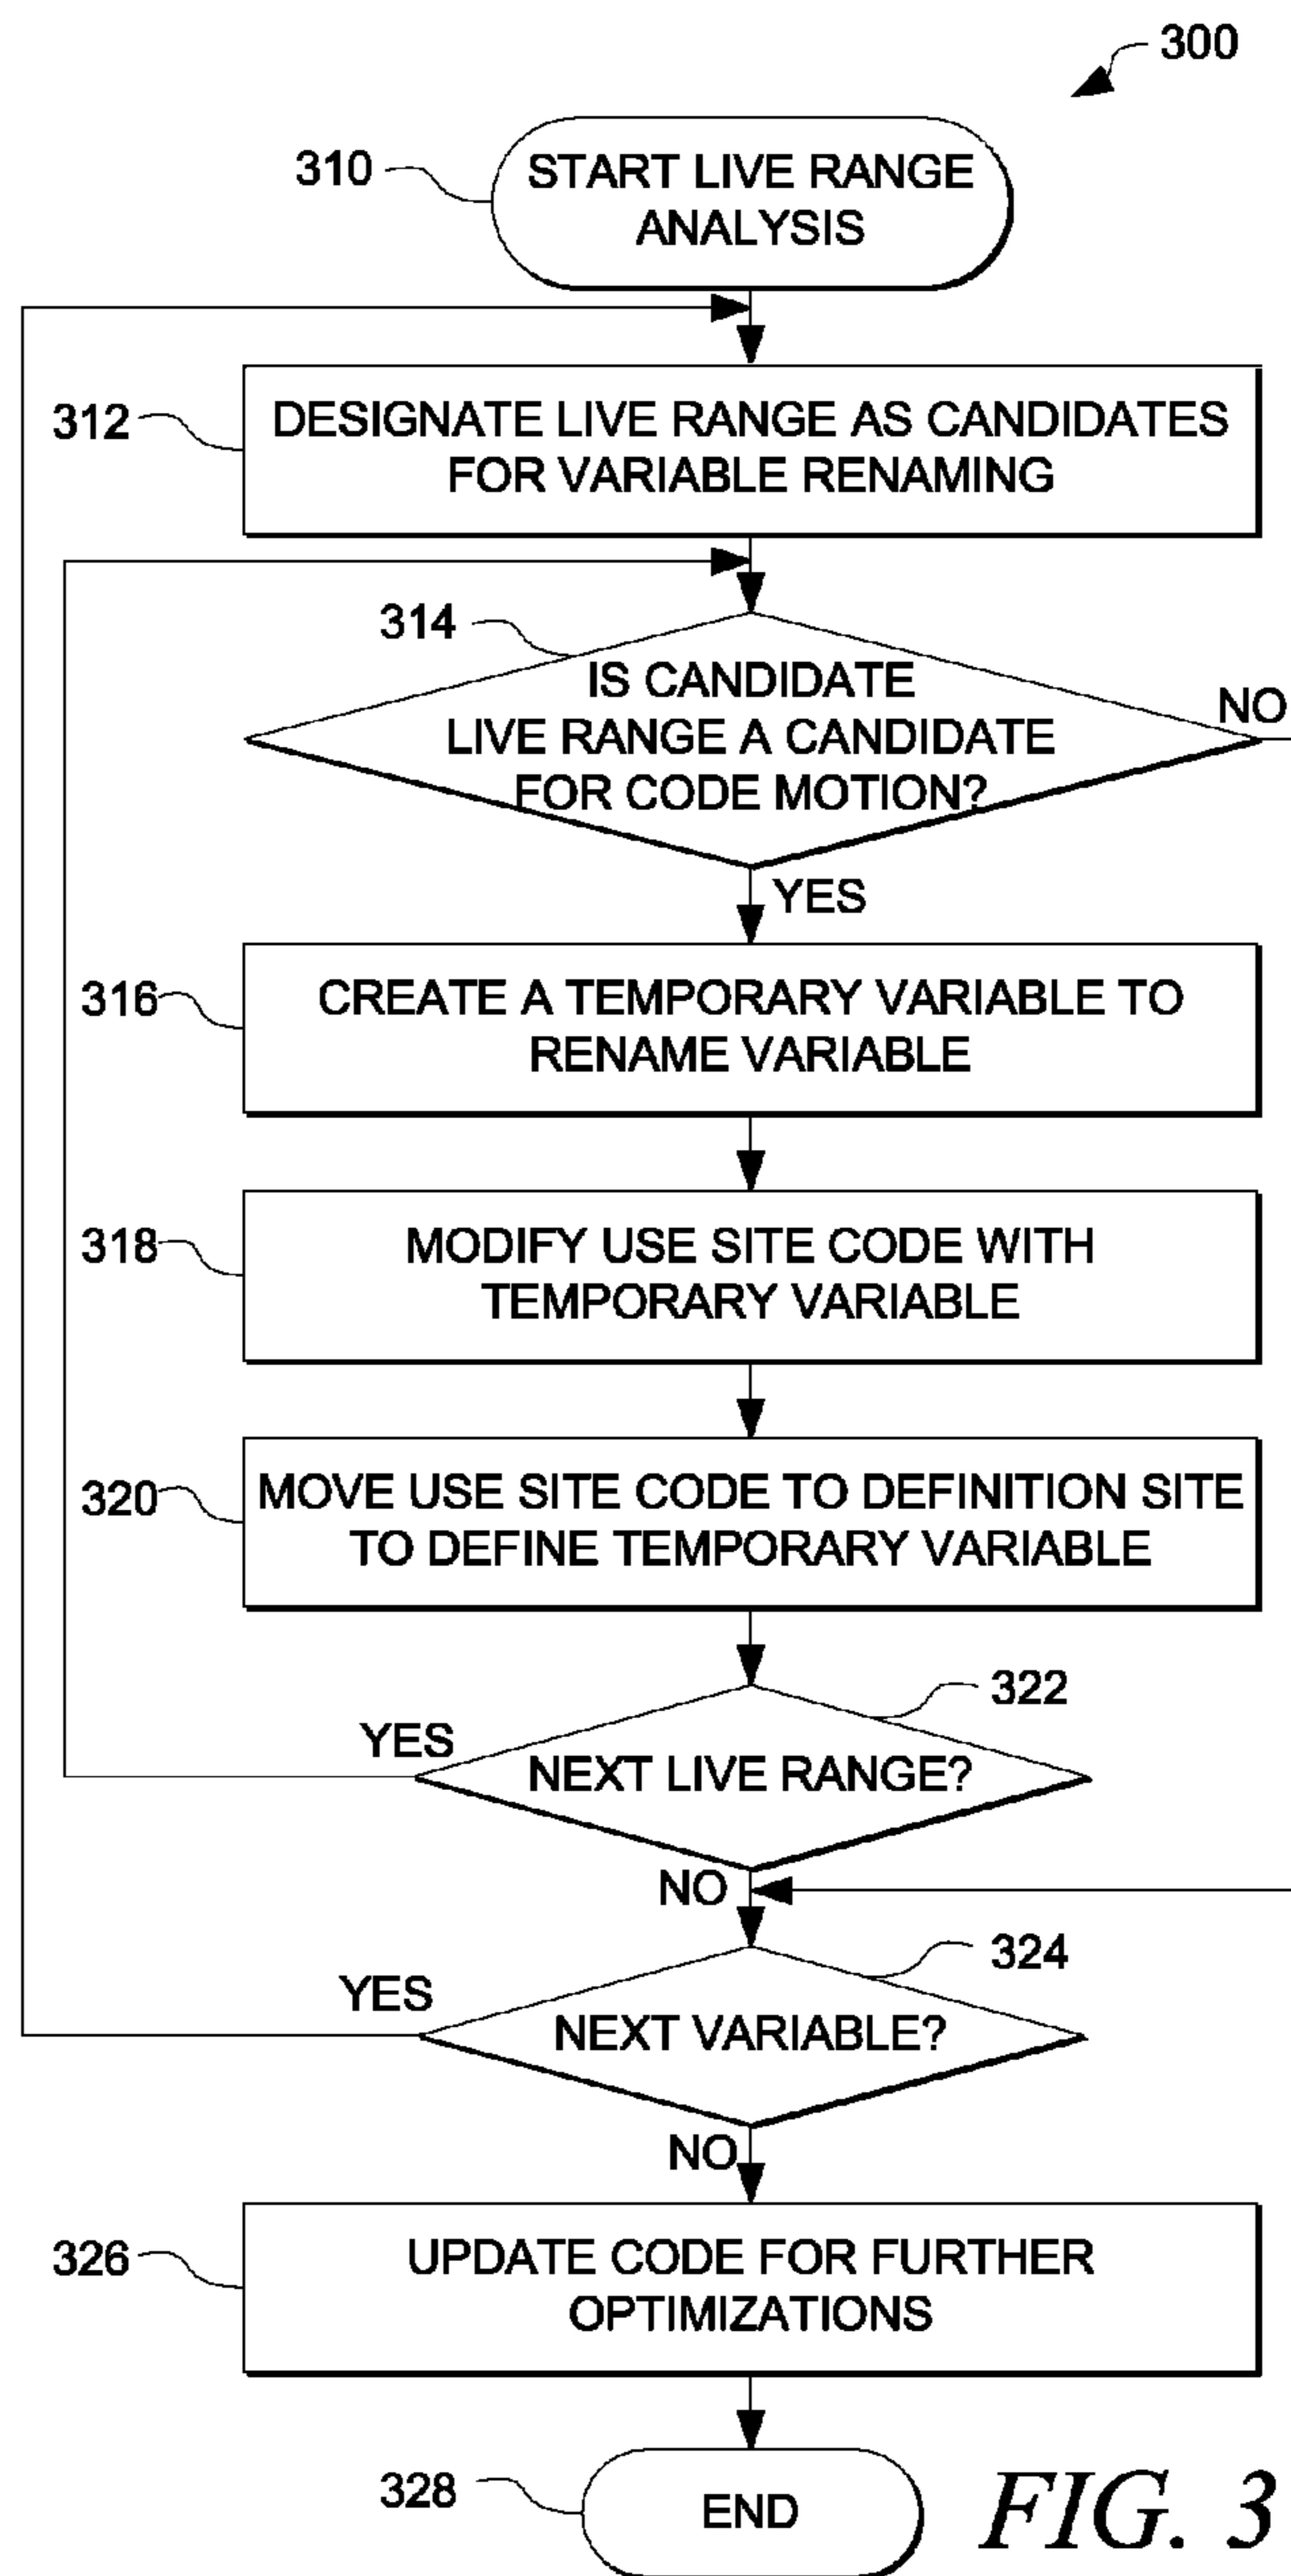 300
310
START LIVE RANGE
ANALYSIS
312
DESIGNATE LIVE RANGE AS CANDIDATES
FOR VARIABLE RENAMING
314
IS CANDIDATE
LIVE RANGE A CANDIDATE
FOR CODE MOTION?
NO
YES
316
CREATE A TEMPORARY VARIABLE TO
RENAME VARIABLE
318
MODIFY USE SITE CODE WITH
TEMPORARY VARIABLE
320
MOVE USE SITE CODE TO DEFINITION SITE
TO DEFINE TEMPORARY VARIABLE
322
YES
NEXT LIVE RANGE?
NO
324
YES
NEXT VARIABLE?
NO
326
UPDATE CODE FOR FURTHER
OPTIMIZATIONS
328
END
FIG. 3